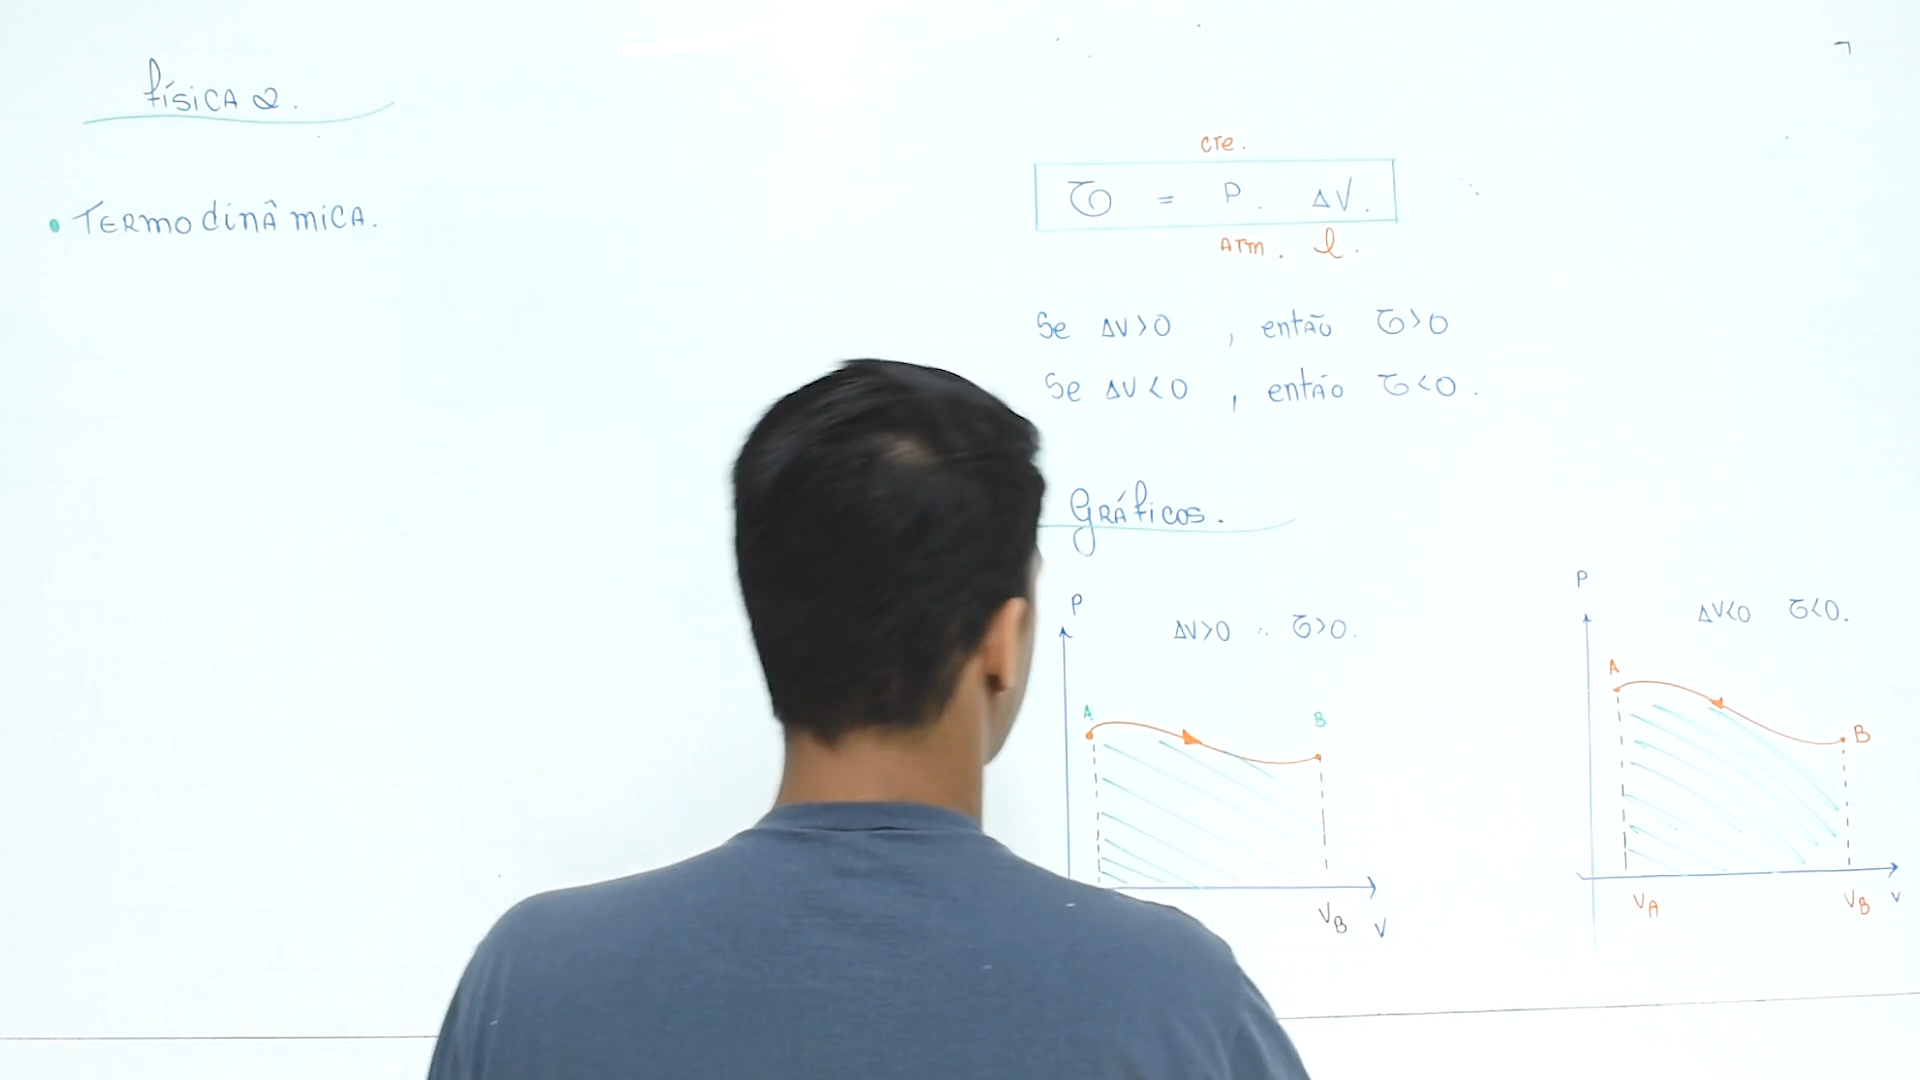 Física 2.
• Termodinâmica.
cte.
𝜏 = P. ΔV.
atm. l.
Se ΔV>0 , então 𝜏>0
Se ΔV<0 , então 𝜏<0.
Gráficos.
P
ΔV>0 ∴ 𝜏>0.
A
B
V_B V
P
ΔV<0 𝜏<0.
A
B
V_A
V_B V